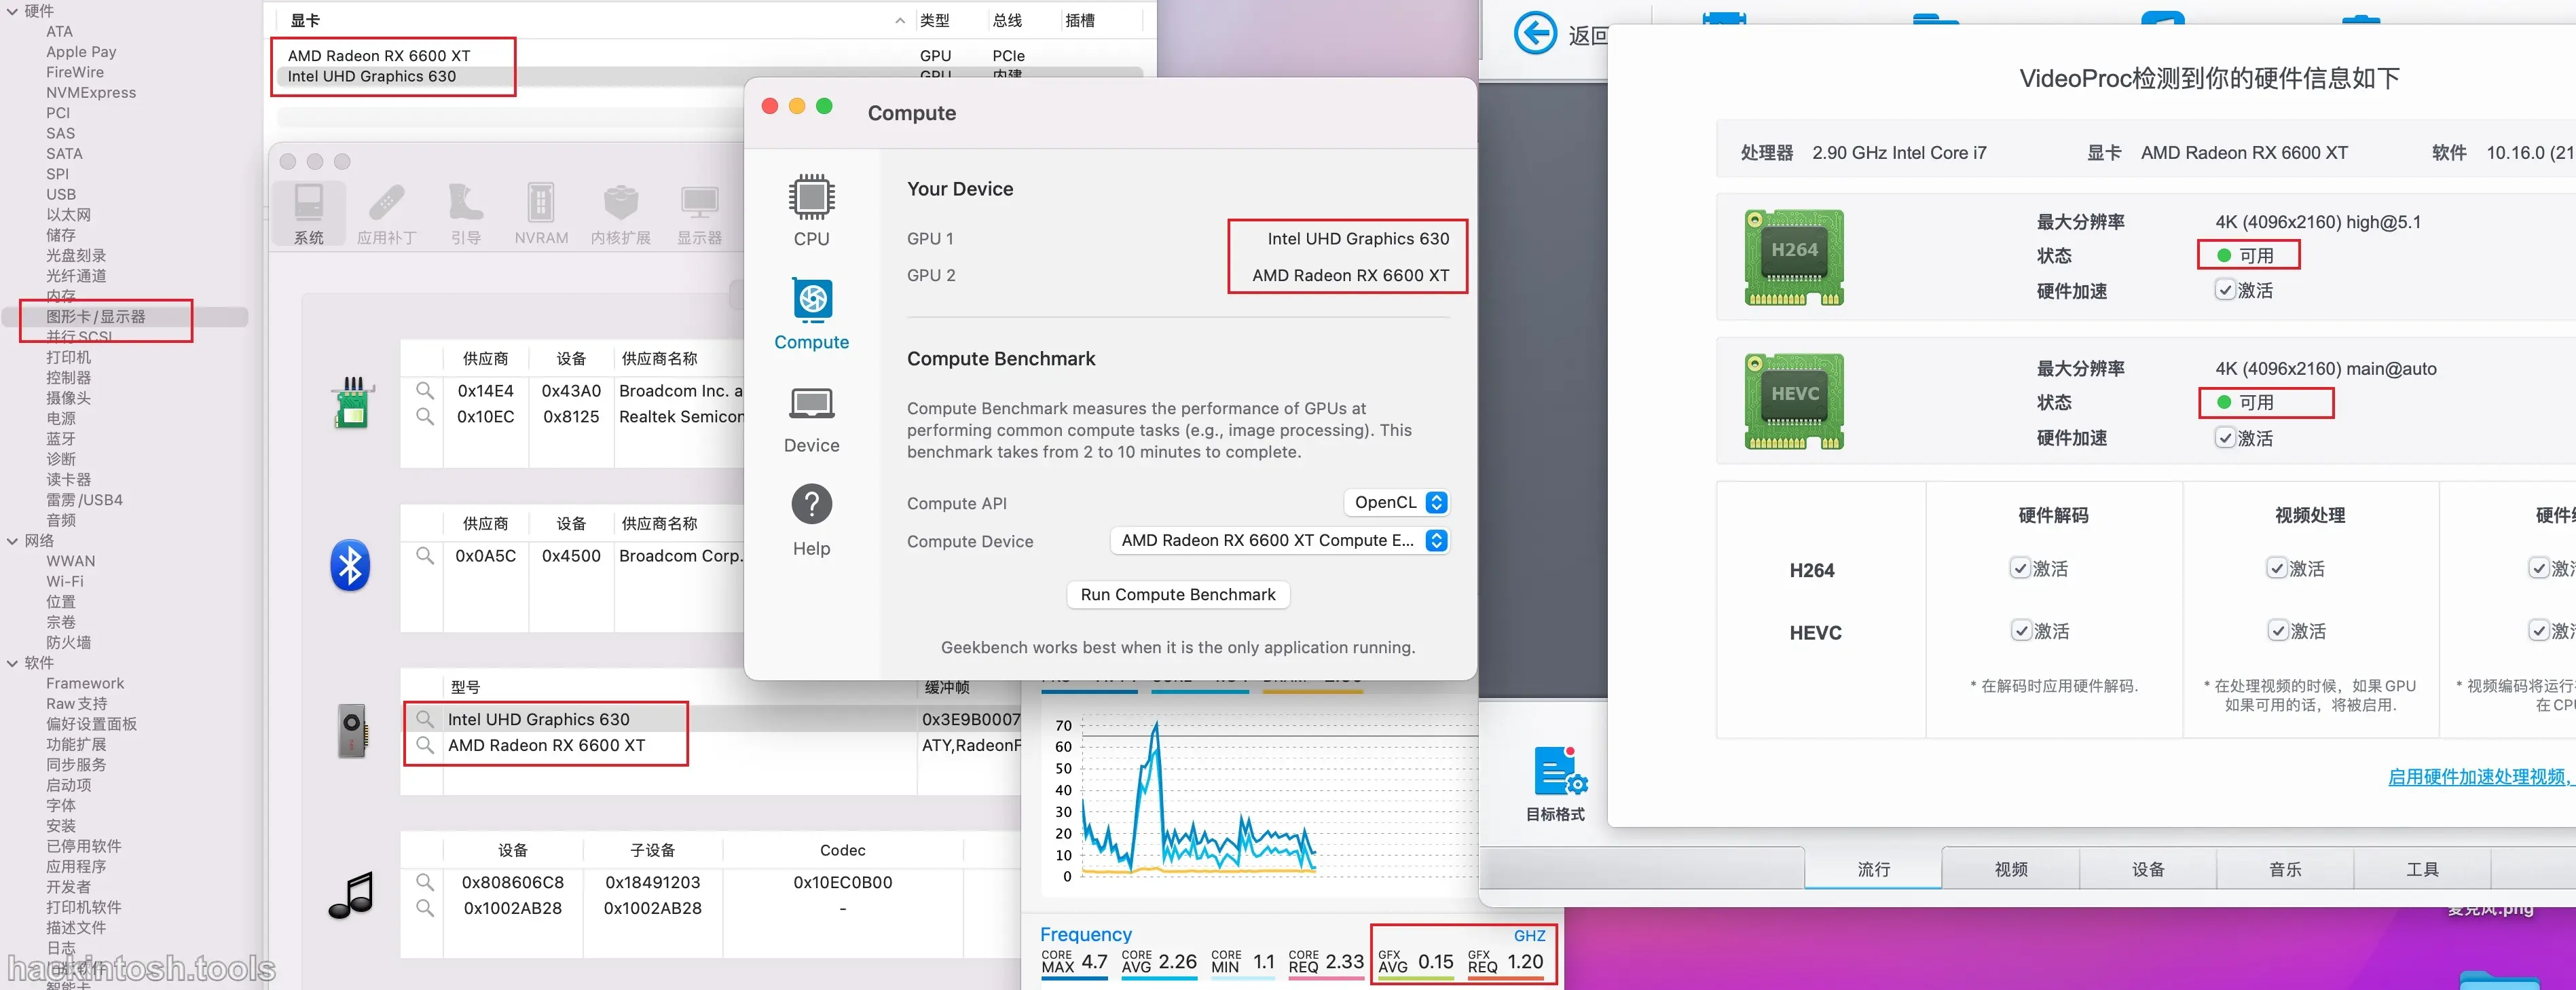 硬件
ATA
Apple Pay
FireWire
NVMExpress
PCI
SAS
SATA
SPI
USB
以太网
储存
光盘刻录
光纤通道
内存
图形卡/显示器
并行SCSI
打印机
控制器
摄像头
电源
蓝牙
诊断
读卡器
雷雳/USB4
音频
网络
WWAN
Wi-Fi
位置
宗卷
防火墙
软件
Framework
Raw支持
偏好设置面板
功能扩展
同步服务
启动项
字体
安装
已停用软件
应用程序
开发者
打印机软件
描述文件
日志
hackintosh.tools
显卡 类型 总线 插槽
AMD Radeon RX 6600 XT GPU PCIe
Intel UHD Graphics 630 GPU 内建
系统 应用补丁 引导 NVRAM 内核扩展 显示器
供应商 设备 供应商名称
0x14E4 0x43A0 Broadcom Inc. a
0x10EC 0x8125 Realtek Semicon
供应商 设备 供应商名称
0x0A5C 0x4500 Broadcom Corp.
型号 缓冲帧
Intel UHD Graphics 630 0x3E9B0007
AMD Radeon RX 6600 XT ATY,RadeonF
设备 子设备 Codec
0x808606C8 0x18491203 0x10EC0B00
0x1002AB28 0x1002AB28 -
Compute
CPU
Compute
Device
Help
Your Device
GPU 1 Intel UHD Graphics 630
GPU 2 AMD Radeon RX 6600 XT
Compute Benchmark
Compute Benchmark measures the performance of GPUs at
performing common compute tasks (e.g., image processing). This
benchmark takes from 2 to 10 minutes to complete.
Compute API OpenCL
Compute Device AMD Radeon RX 6600 XT Compute E...
Run Compute Benchmark
Geekbench works best when it is the only application running.
70
60
50
40
30
20
10
0
Frequency GHZ
CORE MAX 4.7 CORE AVG 2.26 CORE MIN 1.1 CORE REQ 2.33 GFX AVG 0.15 GFX REQ 1.20
返回
VideoProc检测到你的硬件信息如下
处理器 2.90 GHz Intel Core i7 显卡 AMD Radeon RX 6600 XT 软件 10.16.0 (21
H264
最大分辨率 4K (4096x2160) high@5.1
状态 可用
硬件加速 激活
HEVC
最大分辨率 4K (4096x2160) main@auto
状态 可用
硬件加速 激活
硬件解码 视频处理 硬件
H264 激活 激活 激
HEVC 激活 激活 激
* 在解码时应用硬件解码.
* 在处理视频的时候，如果GPU
如果可用的话，将被启用.
* 视频编码将运行
在CPU
启用硬件加速处理视频,
目标格式
流行 视频 设备 音乐 工具
麦克风.png